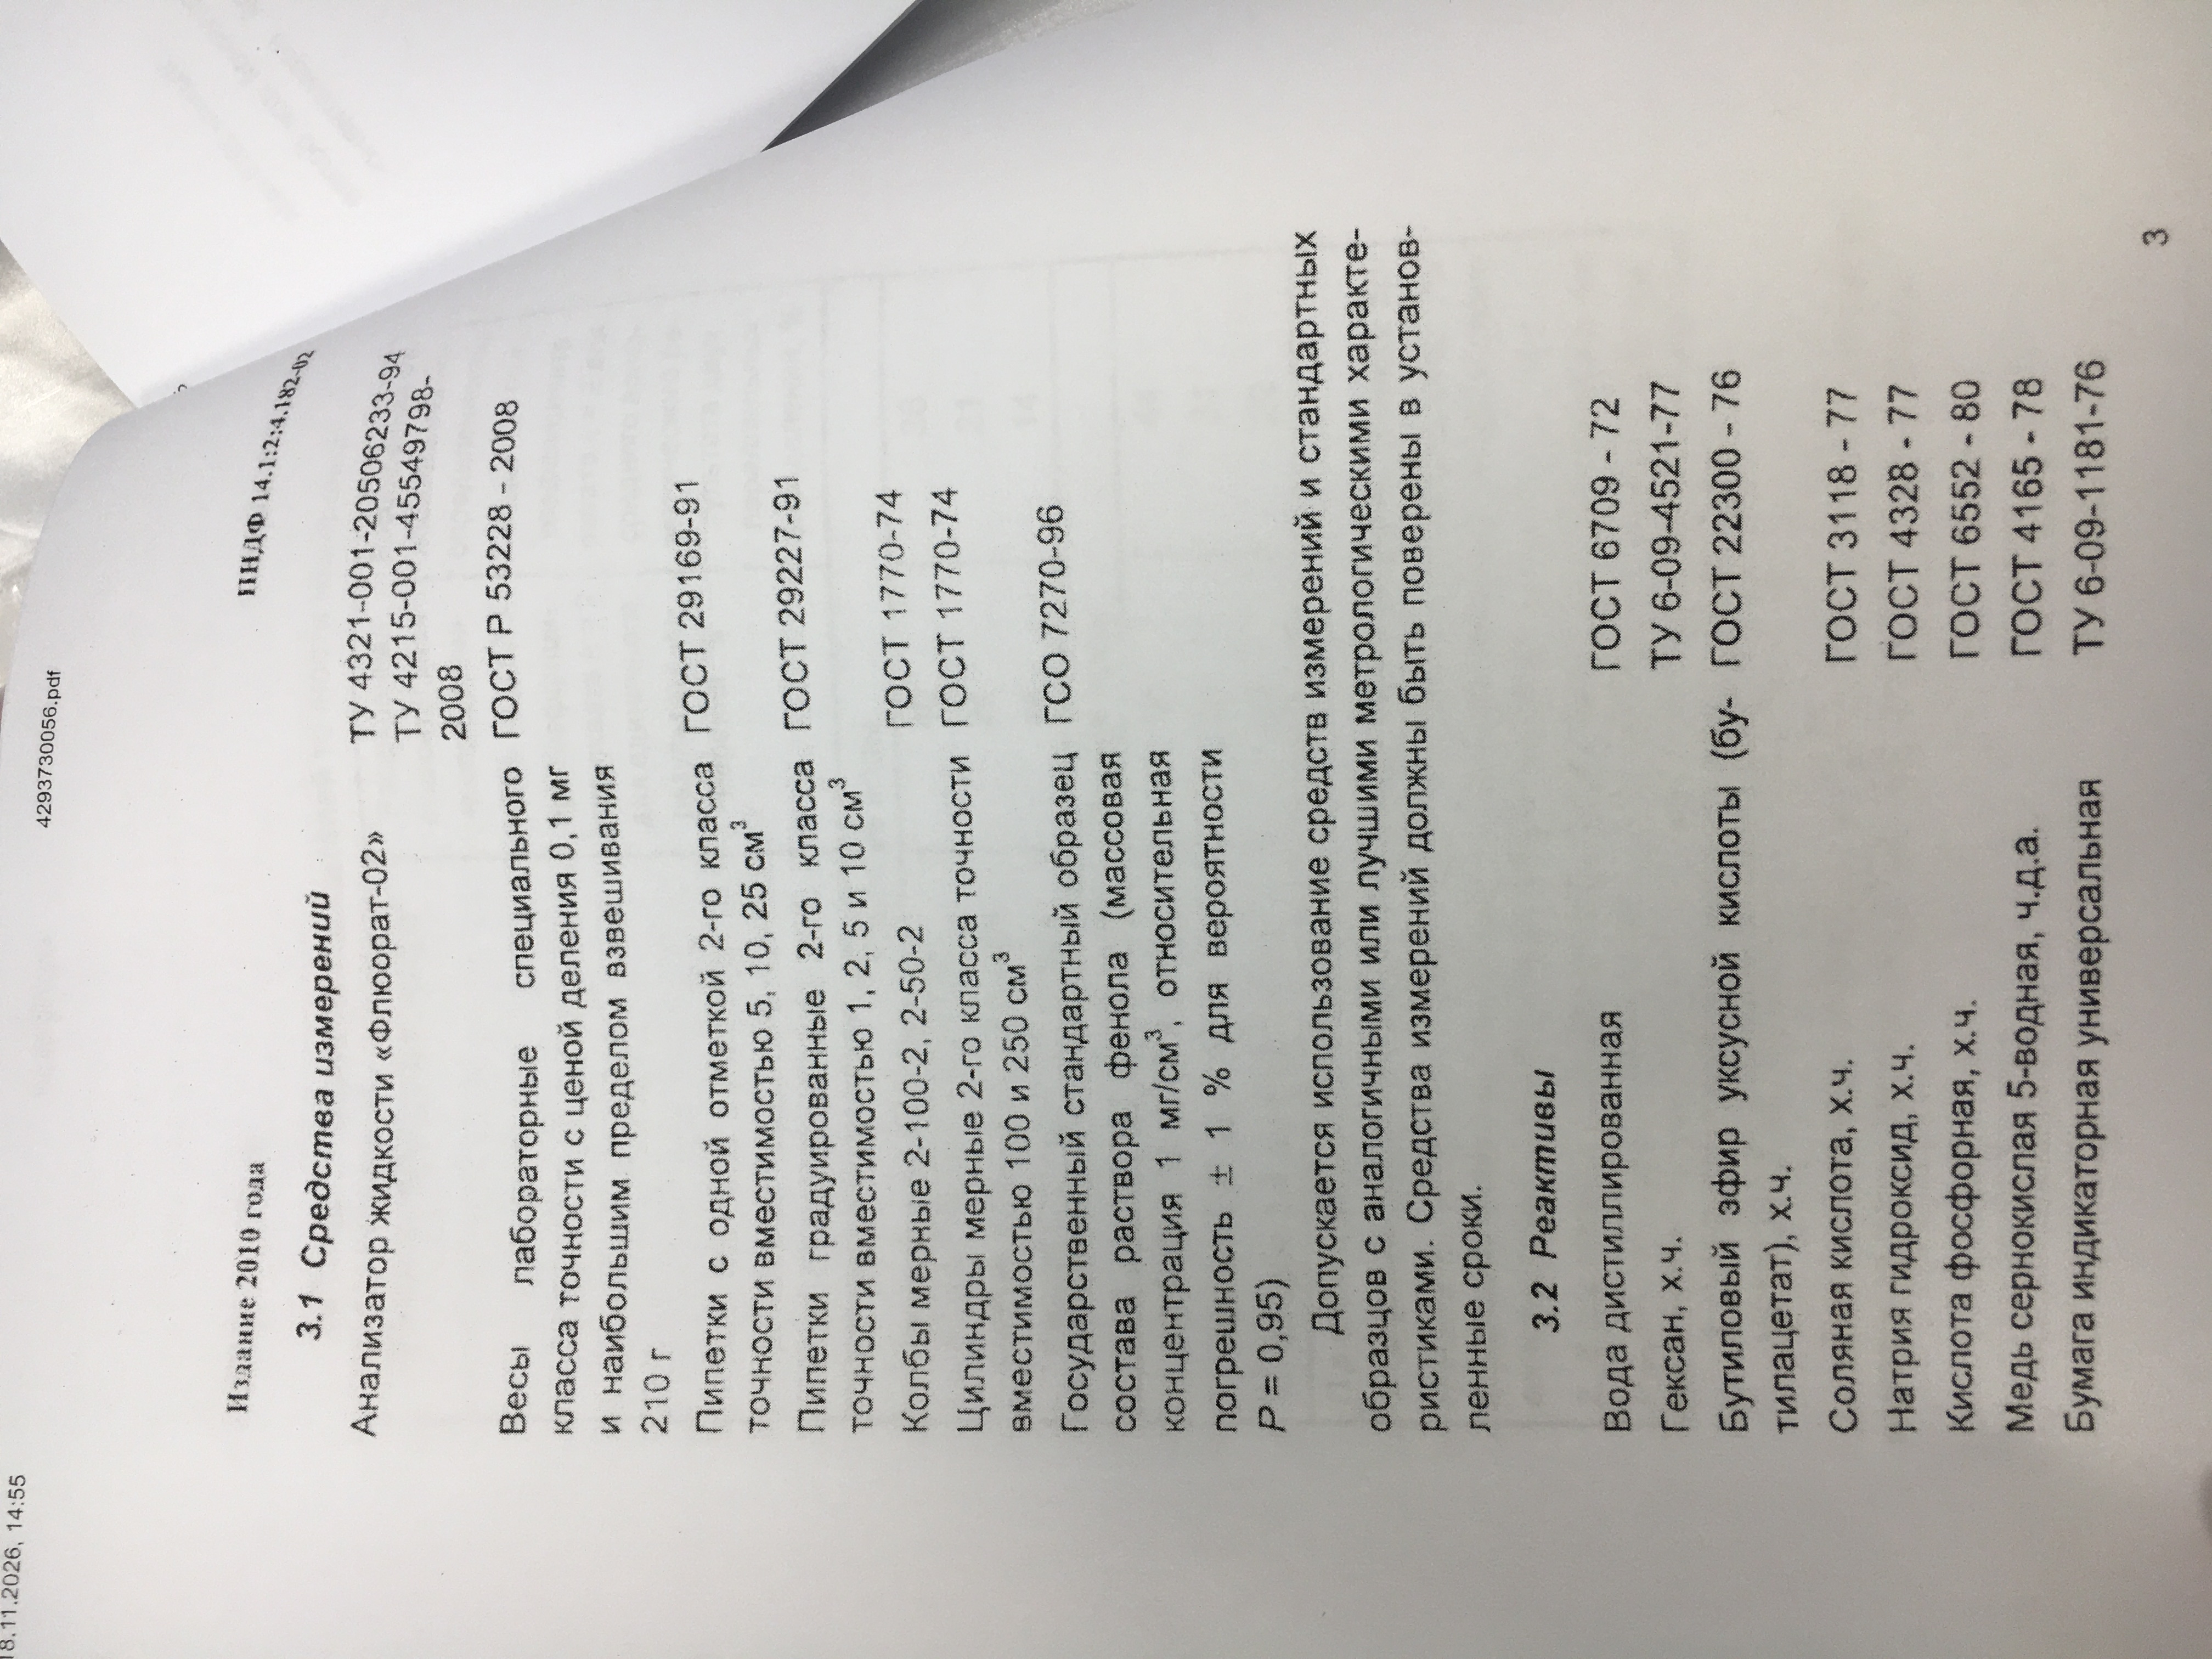 18.11.2026, 14:55
4293730056.pdf
Издание 2010 года ПНДФ 14.1:2:4.182-02
3.1 Средства измерений
Анализатор жидкости «Флюорат-02» ТУ 4321-001-20506233-94
ТУ 4215-001-45549798-
2008
Весы лабораторные специального ГОСТ Р 53228 - 2008
класса точности с ценой деления 0,1 мг
и наибольшим пределом взвешивания
210 г
Пипетки с одной отметкой 2-го класса ГОСТ 29169-91
точности вместимостью 5, 10, 25 см³
Пипетки градуированные 2-го класса ГОСТ 29227-91
точности вместимостью 1, 2, 5 и 10 см³
Колбы мерные 2-100-2, 2-50-2 ГОСТ 1770-74
Цилиндры мерные 2-го класса точности ГОСТ 1770-74
вместимостью 100 и 250 см³
Государственный стандартный образец ГСО 7270-96
состава раствора фенола (массовая
концентрация 1 мг/см³, относительная
погрешность ± 1 % для вероятности
P = 0,95)
Допускается использование средств измерений и стандартных
образцов с аналогичными или лучшими метрологическими характе-
ристиками. Средства измерений должны быть поверены в установ-
ленные сроки.
3.2 Реактивы
Вода дистиллированная ГОСТ 6709 - 72
Гексан, х.ч. ТУ 6-09-4521-77
Бутиловый эфир уксусной кислоты (бу- ГОСТ 22300 - 76
тилацетат), х.ч.
Соляная кислота, х.ч. ГОСТ 3118 - 77
Натрия гидроксид, х.ч. ГОСТ 4328 - 77
Кислота фосфорная, х.ч. ГОСТ 6552 - 80
Медь сернокислая 5-водная, ч.д.а. ГОСТ 4165 - 78
Бумага индикаторная универсальная ТУ 6-09-1181-76
3